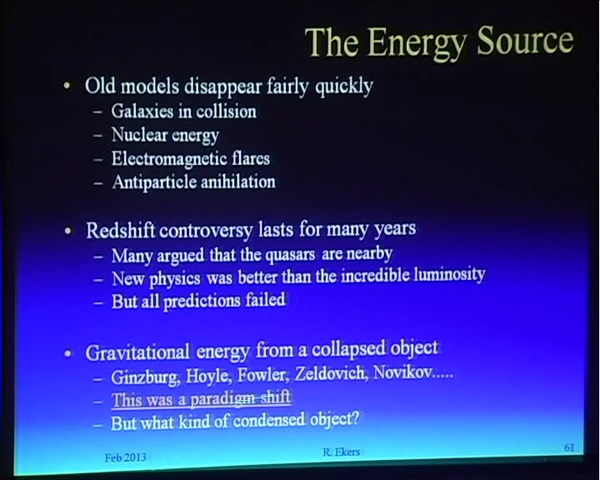 The Energy Source
• Old models disappear fairly quickly
– Galaxies in collision
– Nuclear energy
– Electromagnetic flares
– Antiparticle anihilation
• Redshift controversy lasts for many years
– Many argued that the quasars are nearby
– New physics was better than the incredible luminosity
– But all predictions failed
• Gravitational energy from a collapsed object
– Ginzburg, Hoyle, Fowler, Zeldovich, Novikov.....
– This was a paradigm shift
– But what kind of condensed object?
Feb 2013 R. Ekers 61